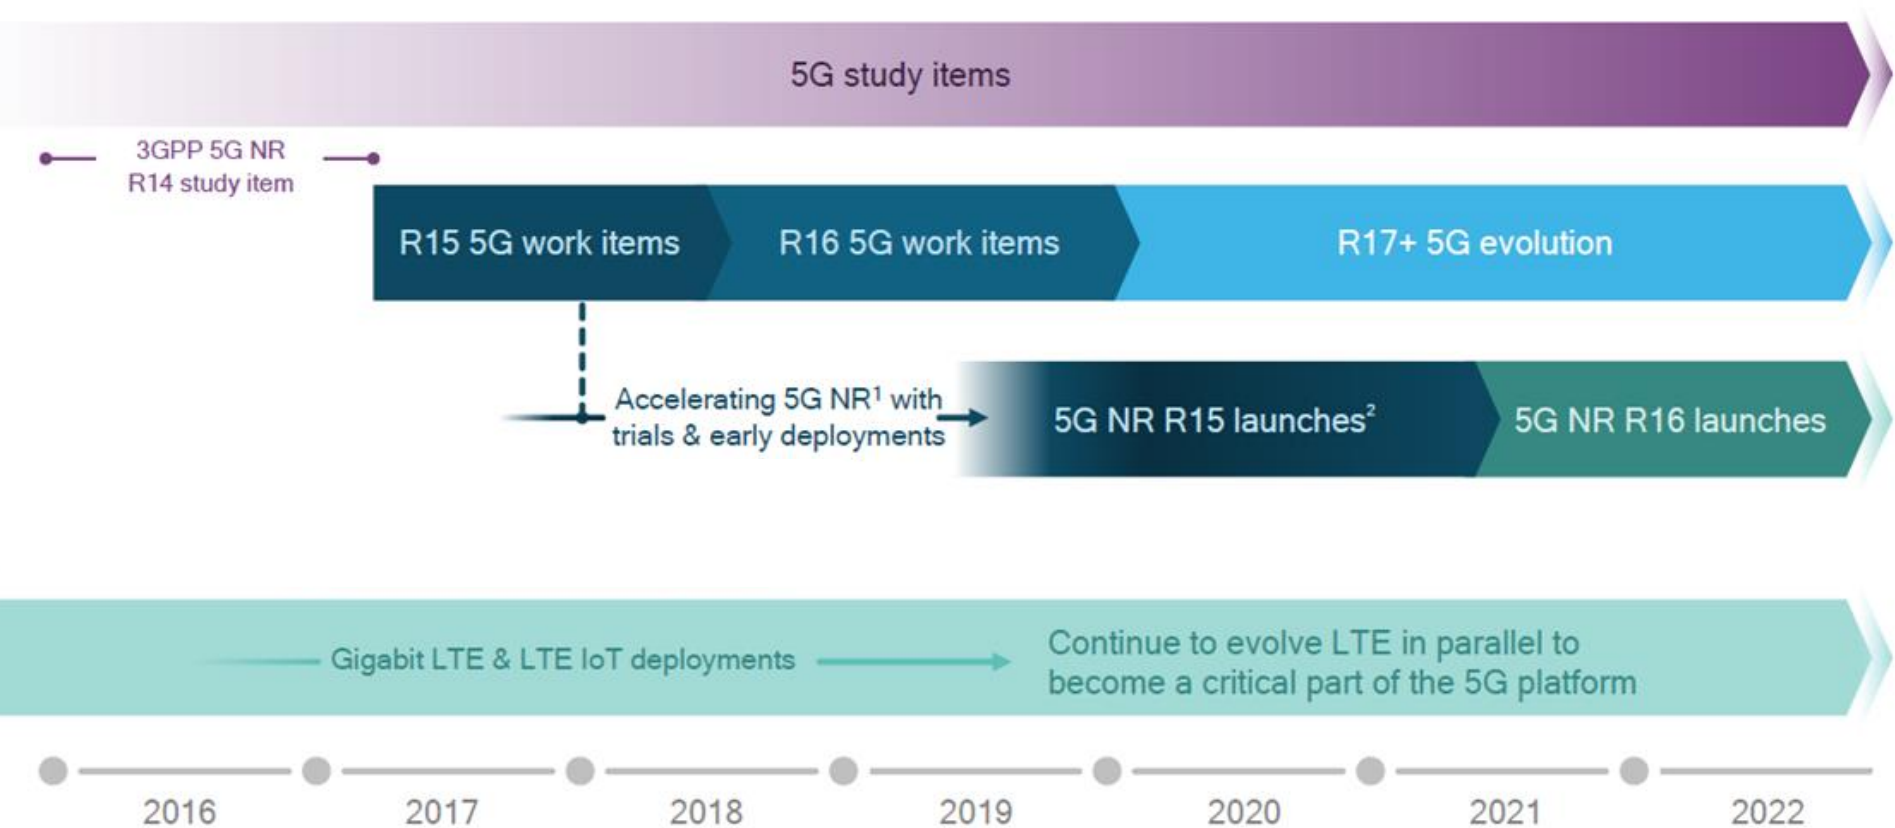 5G study items
3GPP 5G NR
R14 study item
R15 5G work items
R16 5G work items
R17+ 5G evolution
Accelerating 5G NR¹ with
trials & early deployments
5G NR R15 launches²
5G NR R16 launches
Gigabit LTE & LTE IoT deployments
Continue to evolve LTE in parallel to
become a critical part of the 5G platform
2016
2017
2018
2019
2020
2021
2022